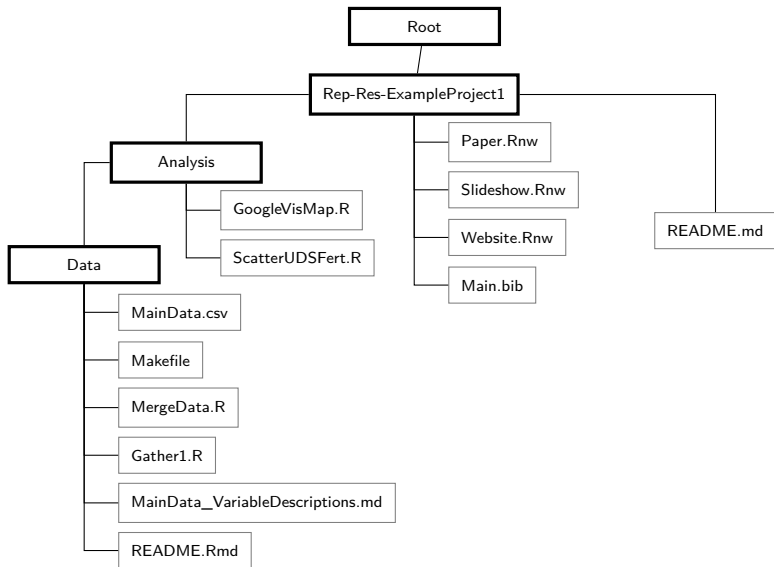 Root
Rep-Res-ExampleProject1
Paper.Rnw
Analysis
Slideshow.Rnw
GoogleVisMap.R
Website.Rnw
README.md
ScatterUDSFert.R
Data
Main.bib
MainData.csv
Makefile
MergeData.R
Gather1.R
MainData_VariableDescriptions.md
README.Rmd